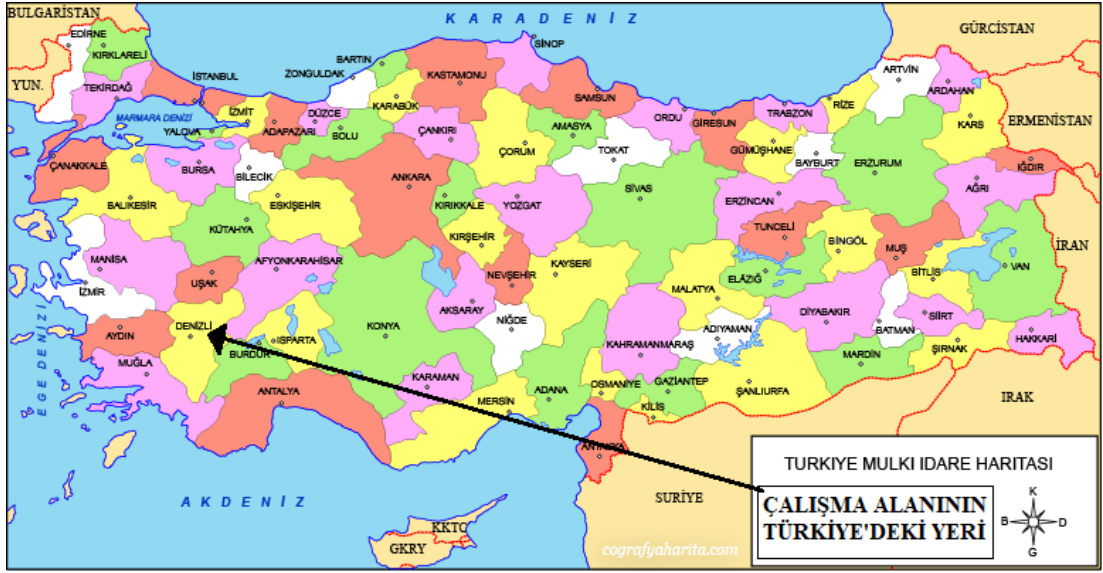 BULGARİSTAN
KARADENİZ
GÜRCİSTAN
EDİRNE
KIRKLARELİ
SİNOP
BARTIN
ZONGULDAK
KASTAMONU
ARTVİN
YUN.
TEKİRDAĞ
İSTANBUL
KARABÜK
SAMSUN
ARDAHAN
MARMARA DENİZİ
İZMİT
DÜZCE
ORDU
GİRESUN
TRABZON
RİZE
KARS
ERMENİSTAN
YALOVA
ADAPAZARI
BOLU
ÇANKIRI
AMASYA
ÇANAKKALE
BURSA
BİLECİK
ÇORUM
TOKAT
GÜMÜŞHANE
BAYBURT
ERZURUM
IĞDIR
ANKARA
SİVAS
AĞRI
BALIKESİR
ESKİŞEHİR
KIRIKKALE
YOZGAT
ERZİNCAN
KÜTAHYA
KIRŞEHİR
TUNCELİ
BİNGÖL
MUŞ
İRAN
MANİSA
AFYONKARAHİSAR
NEVŞEHİR
KAYSERİ
ELAZIĞ
BİTLİS
VAN
İZMİR
UŞAK
AKSARAY
MALATYA
EGEDENİZİ
AYDIN
DENİZLİ
KONYA
NİĞDE
DİYABAKIR
SİİRT
ADIYAMAN
BATMAN
BURDUR
ISPARTA
KAHRAMANMARAŞ
MARDİN
ŞIRNAK
HAKKARİ
MUĞLA
KARAMAN
ANTALYA
MERSİN
ADANA
OSMANİYE
GAZİANTEP
ŞANLIURFA
KİLİS
IRAK
ANTAKYA
TURKIYE MULKI IDARE HARITASI
AKDENİZ
SURİYE
ÇALIŞMA ALANININ
TÜRKİYE'DEKİ YERİ
K
B
D
G
KKTC
GKRY
cografyaharita.com